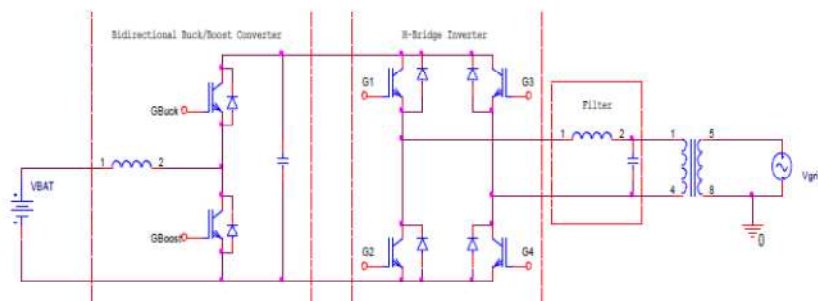 Bidirectional Buck/Boost Converter
H-Bridge Inverter
G1
G3
GBuck
Filter
1 2
1 2
1 5
VBAT
Vgri
4 8
GBoost
G2
G4
0